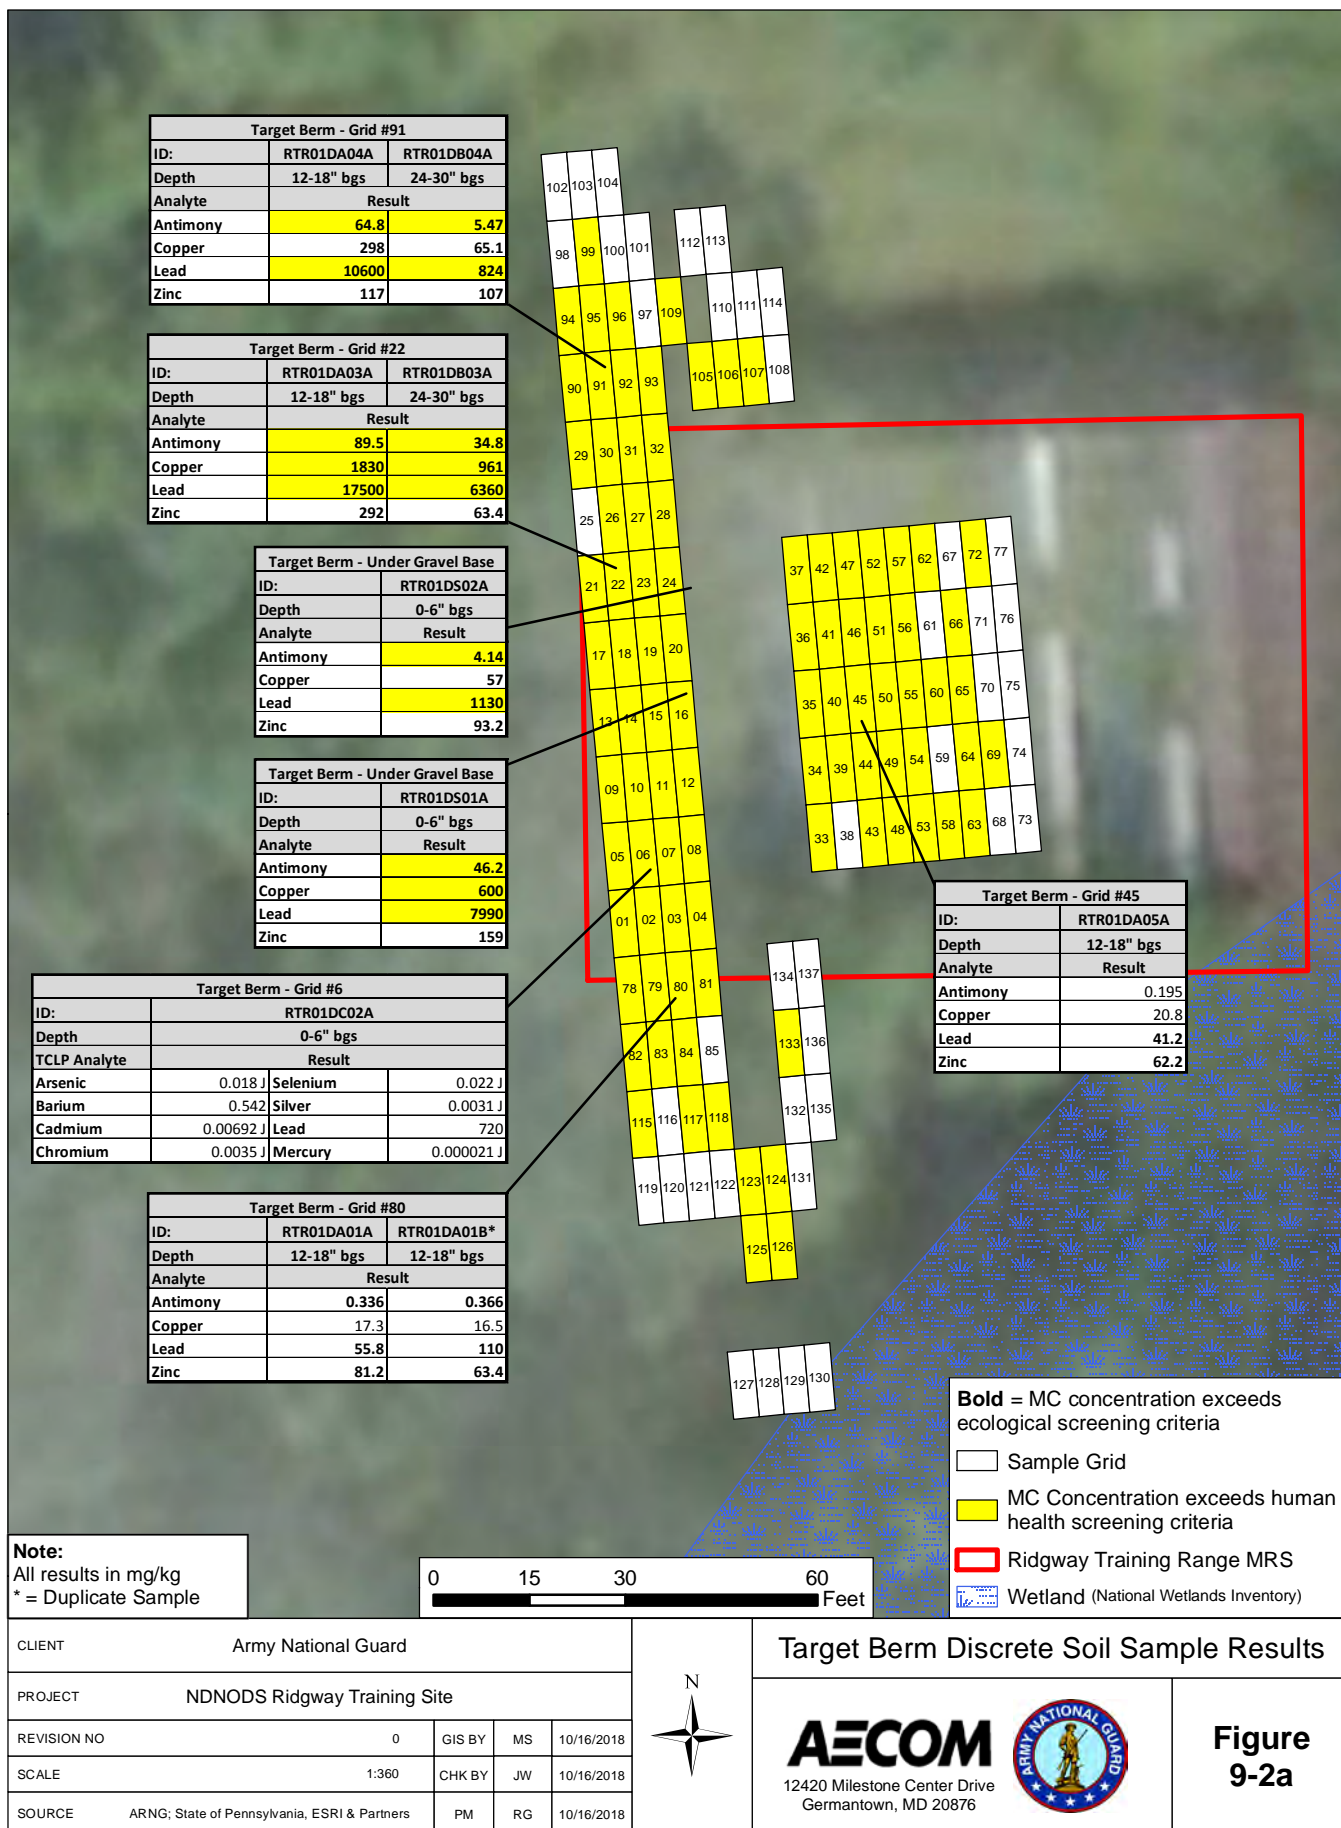 Target Berm - Grid #91
ID: RTR01DA04A RTR01DB04A
Depth 12-18" bgs 24-30" bgs
Analyte Result
Antimony 64.8 5.47
Copper 298 65.1
Lead 10600 824
Zinc 117 107
Target Berm - Grid #22
ID: RTR01DA03A RTR01DB03A
Depth 12-18" bgs 24-30" bgs
Analyte Result
Antimony 89.5 34.8
Copper 1830 961
Lead 17500 6360
Zinc 292 63.4
Target Berm - Under Gravel Base
ID: RTR01DS02A
Depth 0-6" bgs
Analyte Result
Antimony 4.14
Copper 57
Lead 1130
Zinc 93.2
Target Berm - Under Gravel Base
ID: RTR01DS01A
Depth 0-6" bgs
Analyte Result
Antimony 46.2
Copper 600
Lead 7990
Zinc 159
Target Berm - Grid #6
ID: RTR01DC02A
Depth 0-6" bgs
TCLP Analyte Result
Arsenic 0.018 J Selenium 0.022 J
Barium 0.542 Silver 0.0031 J
Cadmium 0.00692 J Lead 720
Chromium 0.0035 J Mercury 0.000021 J
Target Berm - Grid #80
ID: RTR01DA01A RTR01DA01B*
Depth 12-18" bgs 12-18" bgs
Analyte Result
Antimony 0.336 0.366
Copper 17.3 16.5
Lead 55.8 110
Zinc 81.2 63.4
102 103 104
98 99 100 101 112 113
94 95 96 97 109 110 111 114
90 91 92 93 105 106 107 108
29 30 31 32
25 26 27 28
21 22 23 24
17 18 19 20
13 14 15 16
09 10 11 12
05 06 07 08
01 02 03 04
78 79 80 81
82 83 84 85
115 116 117 118
119 120 121 122 123 124 131
125 126
127 128 129 130
134 137
133 136
132 135
37 42 47 52 57 62 67 72 77
36 41 46 51 56 61 66 71 76
35 40 45 50 55 60 65 70 75
34 39 44 49 54 59 64 69 74
33 38 43 48 53 58 63 68 73
Target Berm - Grid #45
ID: RTR01DA05A
Depth 12-18" bgs
Analyte Result
Antimony 0.195
Copper 20.8
Lead 41.2
Zinc 62.2
Bold = MC concentration exceeds
ecological screening criteria
Sample Grid
MC Concentration exceeds human
health screening criteria
Ridgway Training Range MRS
Wetland (National Wetlands Inventory)
Note:
All results in mg/kg
* = Duplicate Sample
0 15 30 60
Feet
CLIENT Army National Guard
PROJECT NDNODS Ridgway Training Site
REVISION NO 0 GIS BY MS 10/16/2018
SCALE 1:360 CHK BY JW 10/16/2018
SOURCE ARNG; State of Pennsylvania, ESRI & Partners PM RG 10/16/2018
N
Target Berm Discrete Soil Sample Results
AECOM
12420 Milestone Center Drive
Germantown, MD 20876
ARMY NATIONAL GUARD
Figure
9-2a